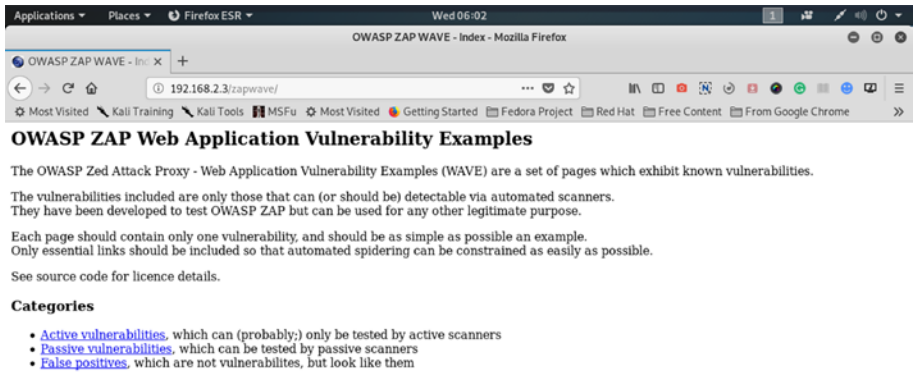 Applications Places Firefox ESR Wed 06:02 1
OWASP ZAP WAVE - Index - Mozilla Firefox
OWASP ZAP WAVE - Ind
192.168.2.3/zapwave/
Most Visited Kali Training Kali Tools MSFu Most Visited Getting Started Fedora Project Red Hat Free Content From Google Chrome
OWASP ZAP Web Application Vulnerability Examples
The OWASP Zed Attack Proxy - Web Application Vulnerability Examples (WAVE) are a set of pages which exhibit known vulnerabilities.
The vulnerabilities included are only those that can (or should be) detectable via automated scanners.
They have been developed to test OWASP ZAP but can be used for any other legitimate purpose.
Each page should contain only one vulnerability, and should be as simple as possible an example.
Only essential links should be included so that automated spidering can be constrained as easily as possible.
See source code for licence details.
Categories
• Active vulnerabilities, which can (probably;) only be tested by active scanners
• Passive vulnerabilities, which can be tested by passive scanners
• False positives, which are not vulnerabilites, but look like them